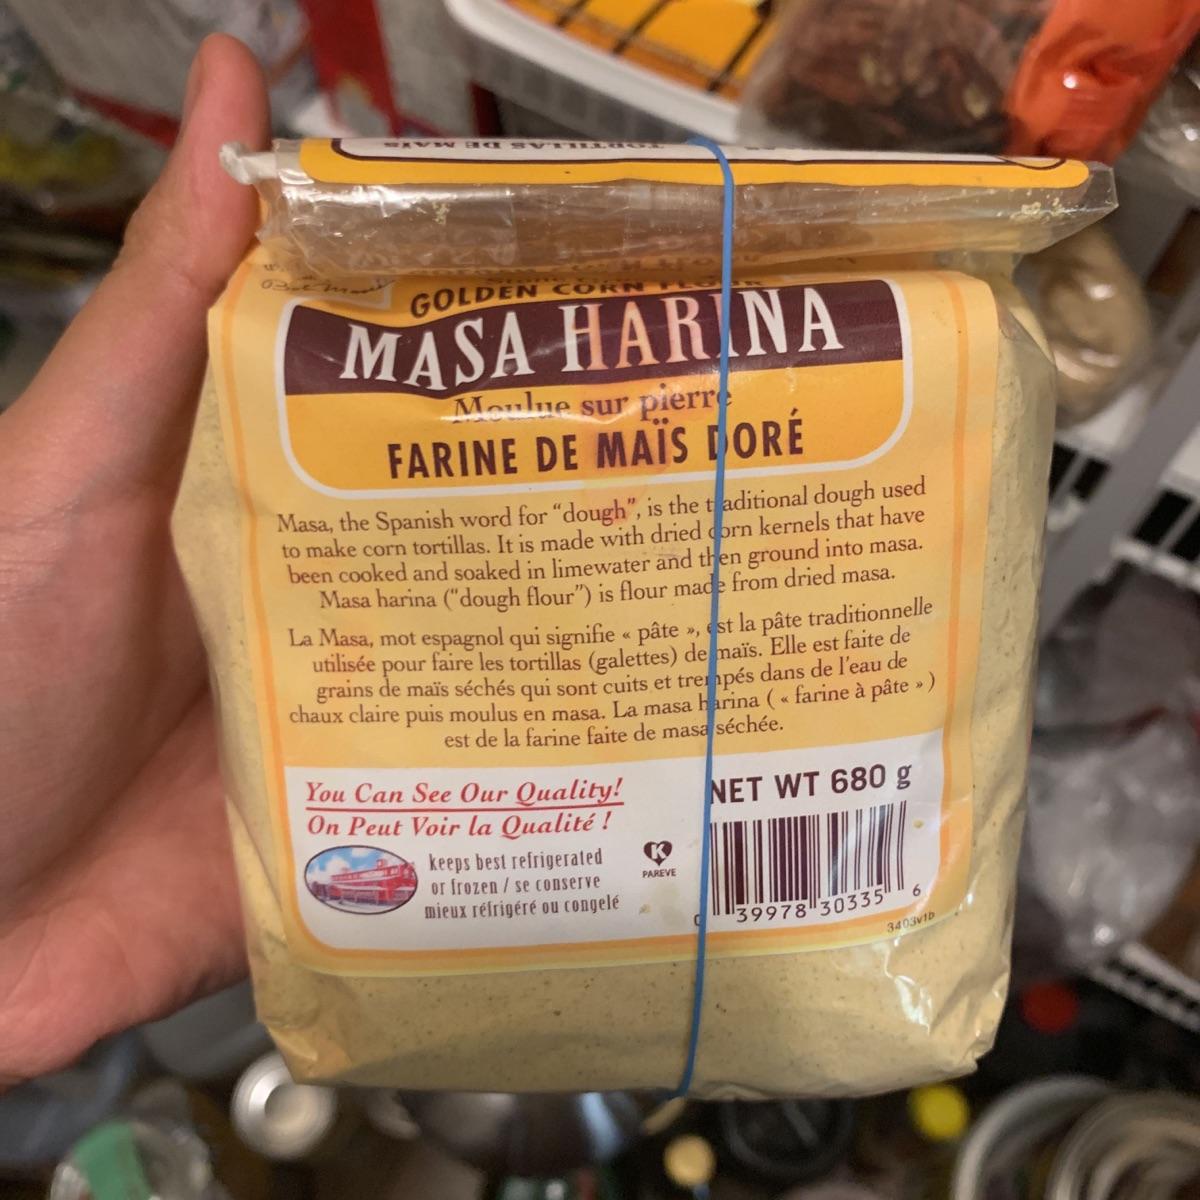 TORTILLAS DE MAÏS
GOLDEN CORN FLOUR
MASA HARINA
Moulue sur pierre
FARINE DE MAÏS DORÉ
Masa, the Spanish word for “dough”, is the traditional dough used
to make corn tortillas. It is made with dried corn kernels that have
been cooked and soaked in limewater and then ground into masa.
Masa harina ("dough flour”) is flour made from dried masa.
La Masa, mot espagnol qui signifie « pâte », est la pâte traditionnelle
utilisée pour faire les tortillas (galettes) de maïs. Elle est faite de
grains de maïs séchés qui sont cuits et trempés dans de l'eau de
chaux claire puis moulus en masa. La masa harina ( « farine à pâte » )
est de la farine faite de masa séchée.
You Can See Our Quality!
On Peut Voir la Qualité !
keeps best refrigerated
or frozen / se conserve
mieux réfrigéré ou congelé
K
PAREVE
NET WT 680 g
0 39978 30335 6
3403v1b